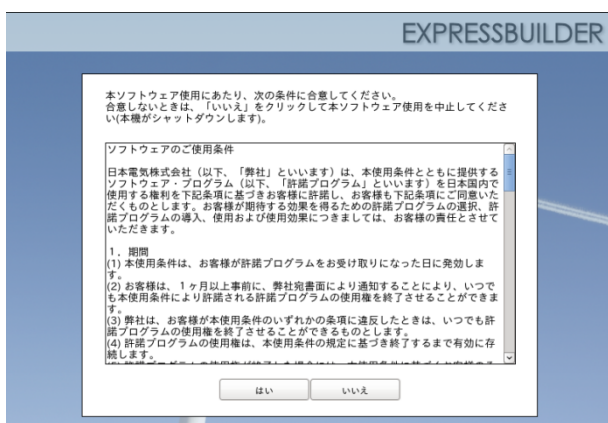 EXPRESSBUILDER
本ソフトウェア使用にあたり、次の条件に合意してください。
合意しないときは、「いいえ」をクリックして本ソフトウェア使用を中止してくださ
い(本機がシャットダウンします)。
ソフトウェアのご使用条件
日本電気株式会社（以下、「弊社」といいます）は、本使用条件とともに提供する
ソフトウェア・プログラム（以下、「許諾プログラム」といいます）を日本国内で
使用する権利を下記条項に基づきお客様に許諾し、お客様も下記条項にご同意いた
だくものとします。お客様が期待する効果を得るための許諾プログラムの選択、許
諾プログラムの導入、使用および使用効果につきましては、お客様の責任とさせて
いただきます。
1．期間
(1) 本使用条件は、お客様が許諾プログラムをお受け取りになった日に発効しま
す。
(2) お客様は、１ヶ月以上事前に、弊社宛書面により通知することにより、いつで
も本使用条件により許諾される許諾プログラムの使用権を終了させることができま
す。
(3) 弊社は、お客様が本使用条件のいずれかの条項に違反したときは、いつでも許
諾プログラムの使用権を終了させることができるものとします。
(4) 許諾プログラムの使用権は、本使用条件の規定に基づき終了するまで有効に存
続します。
はい
いいえ